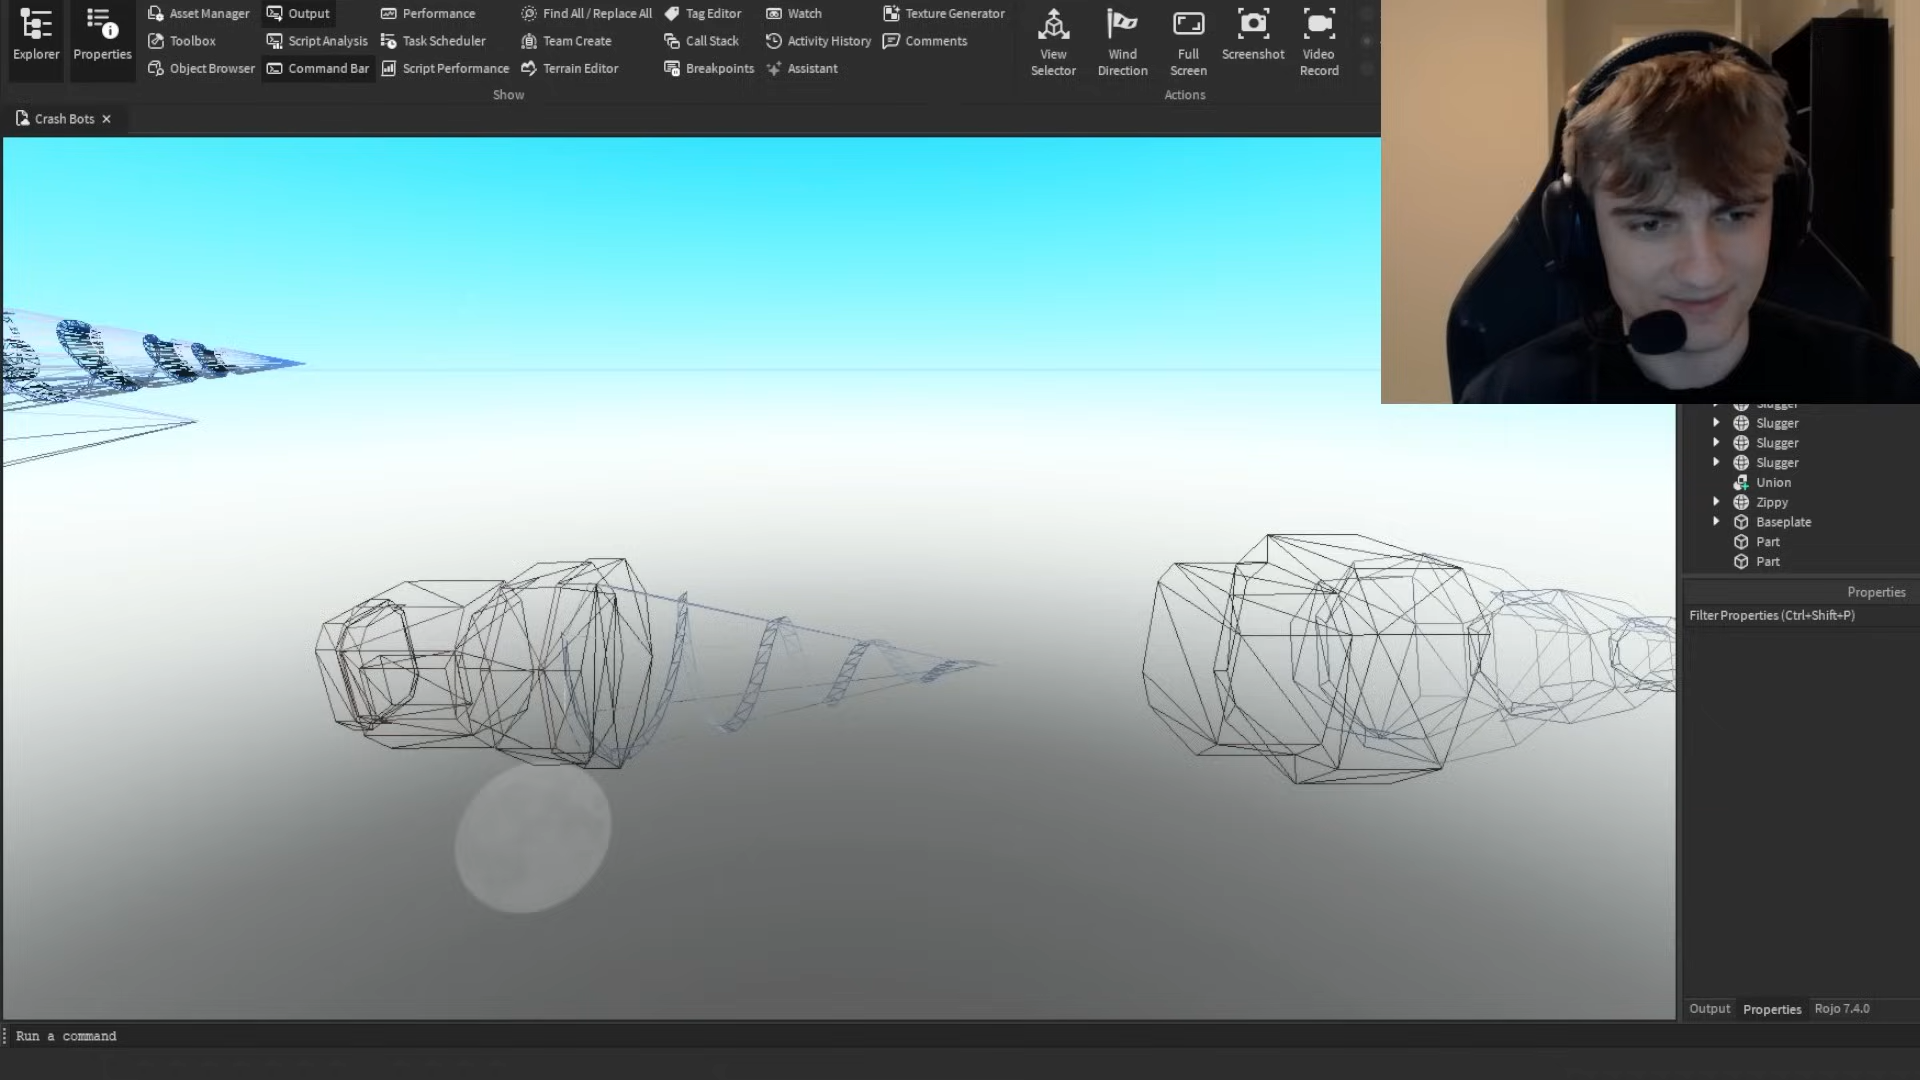 Explorer
Properties
Asset Manager
Toolbox
Object Browser
Output
Script Analysis
Command Bar
Performance
Task Scheduler
Script Performance
Find All / Replace All
Team Create
Terrain Editor
Tag Editor
Call Stack
Breakpoints
Watch
Activity History
Assistant
Texture Generator
Comments
Show
View
Selector
Wind
Direction
Full
Screen
Screenshot
Video
Record
Actions
Crash Bots
Slugger
Slugger
Slugger
Slugger
Union
Zippy
Baseplate
Part
Part
Properties
Filter Properties (Ctrl+Shift+P)
Output
Properties
Rojo 7.4.0
Run a command